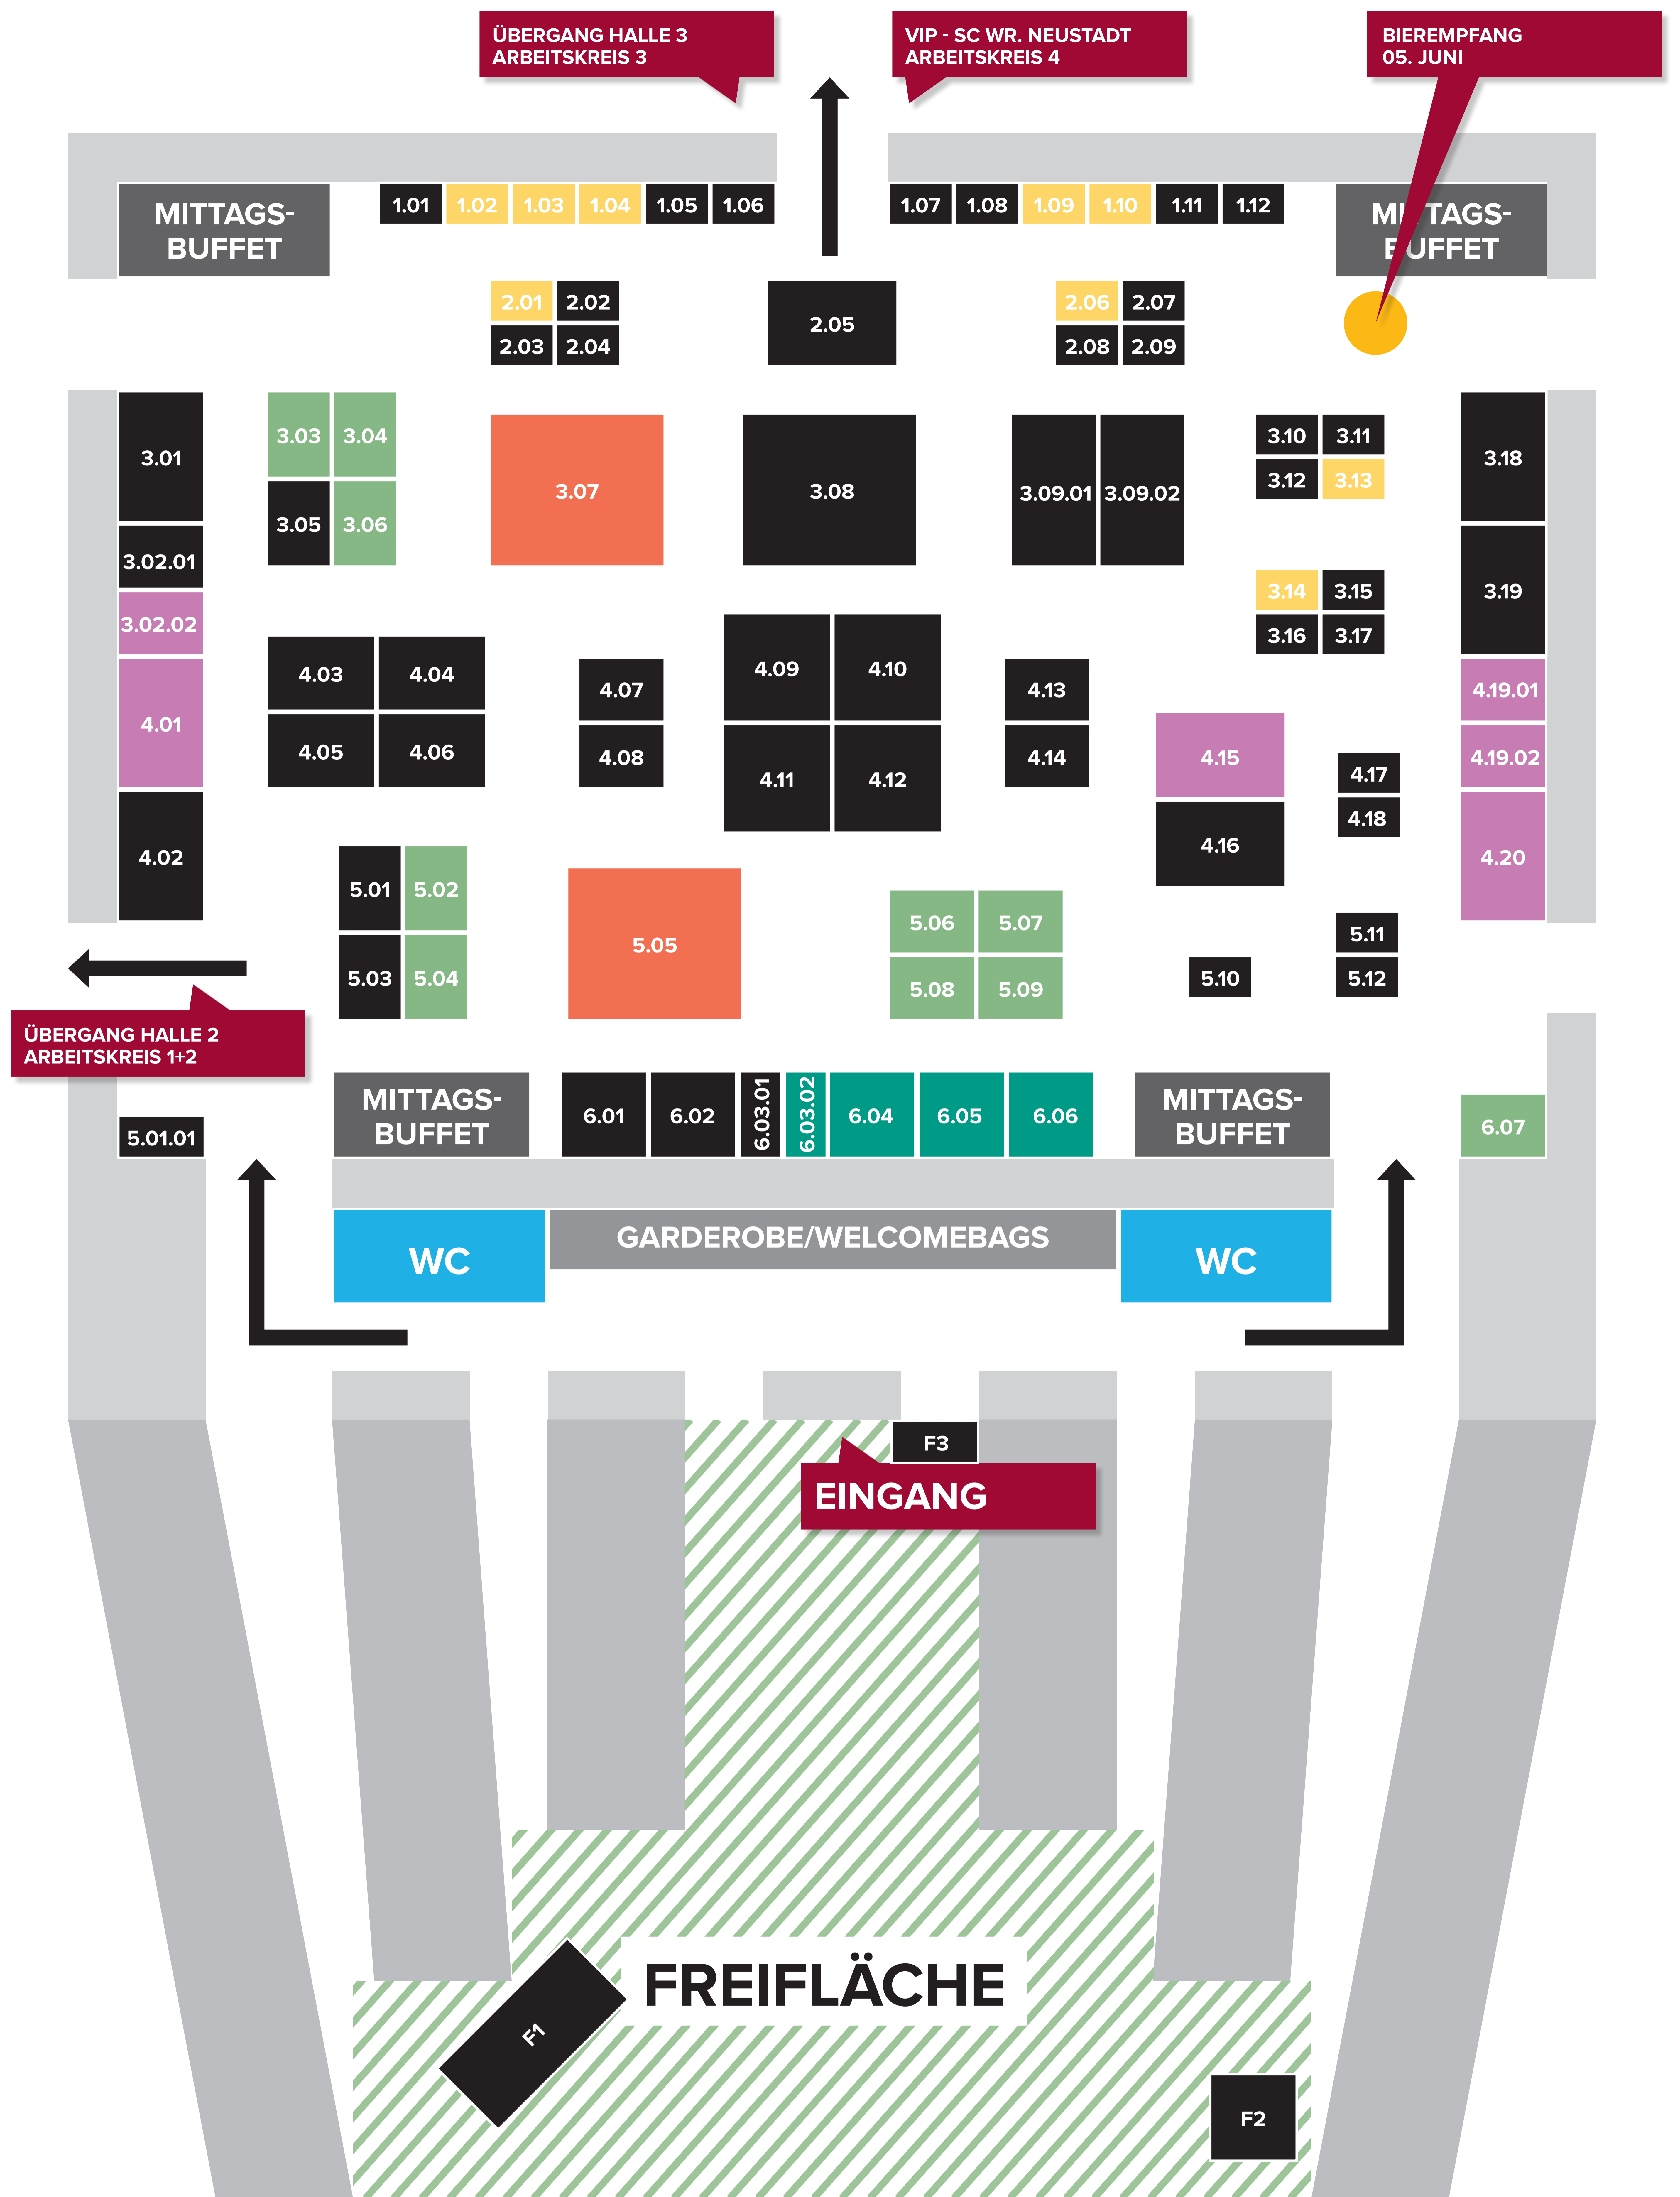 ÜBERGANG HALLE 3
ARBEITSKREIS 3
VIP - SC WR. NEUSTADT
ARBEITSKREIS 4
BIEREMPFANG
05. JUNI
MITTAGS-
BUFFET
1.01 1.02 1.03 1.04 1.05 1.06
1.07 1.08 1.09 1.10 1.11 1.12
MITTAGS-
BUFFET
2.01 2.02
2.03 2.04
2.05
2.06 2.07
2.08 2.09
3.01
3.02.01
3.02.02
4.01
4.02
3.03 3.04
3.05 3.06
3.07
3.08
3.09.01 3.09.02
3.10 3.11
3.12 3.13
3.14 3.15
3.16 3.17
3.18
3.19
4.19.01
4.19.02
4.20
4.03 4.04
4.05 4.06
4.07
4.08
4.09 4.10
4.11 4.12
4.13
4.14
4.15
4.16
4.17
4.18
5.01 5.02
5.03 5.04
5.05
5.06 5.07
5.08 5.09
5.10
5.11
5.12
ÜBERGANG HALLE 2
ARBEITSKREIS 1+2
5.01.01
MITTAGS-
BUFFET
6.01 6.02 6.03.01 6.03.02 6.04 6.05 6.06
MITTAGS-
BUFFET
6.07
WC
GARDEROBE/WELCOMEBAGS
WC
F3
EINGANG
FREIFLÄCHE
F1
F2